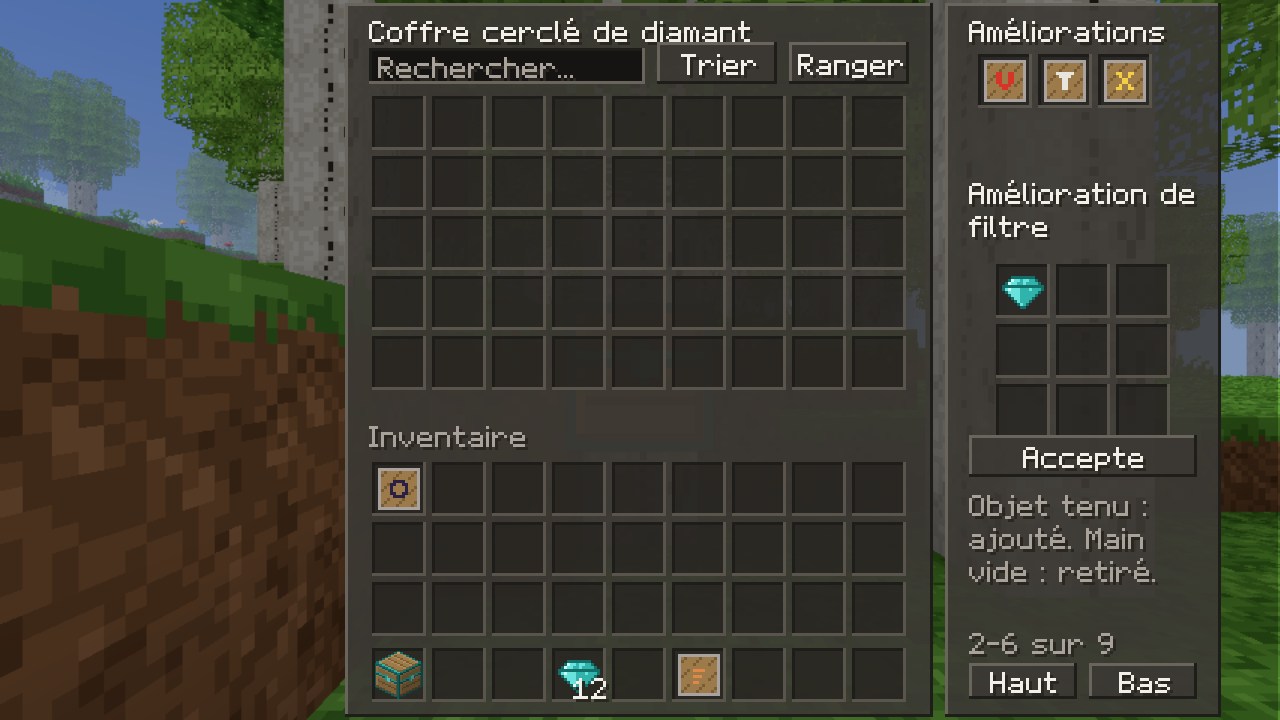 Coffre cerclé de diamant
Rechercher...
Trier
Ranger
Inventaire
12
Améliorations
T
X
Amélioration de
filtre
Accepte
Objet tenu :
ajouté. Main
vide : retiré.
2-6 sur 9
Haut
Bas